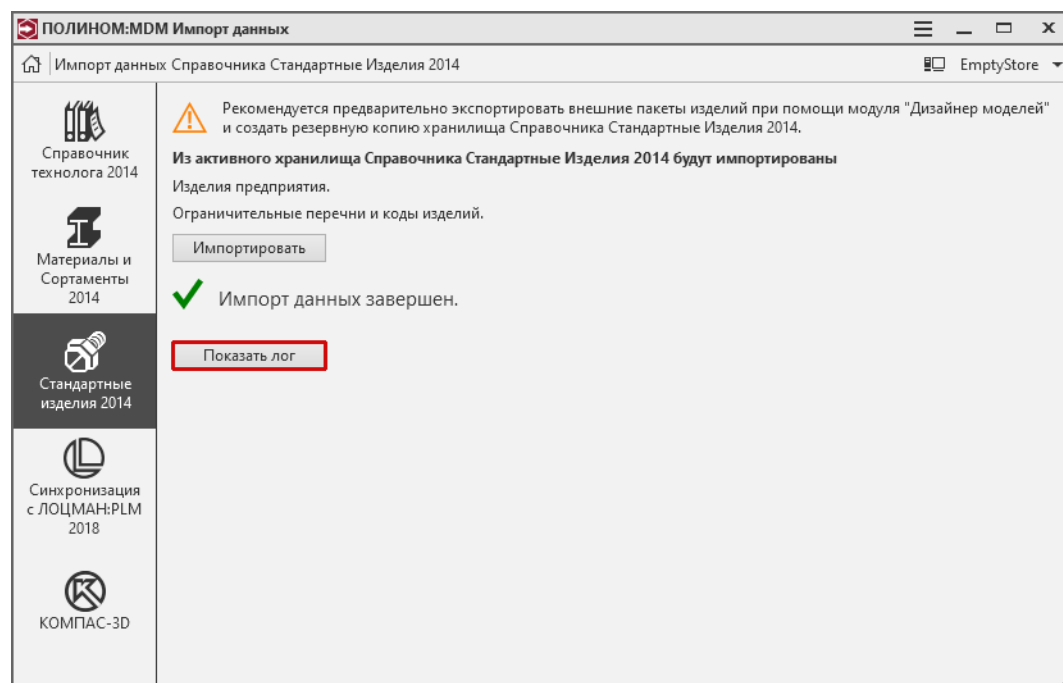 ПОЛИНОМ:MDM Импорт данных
Импорт данных Справочника Стандартные Изделия 2014
EmptyStore
Справочник
технолога 2014
Материалы и
Сортаменты
2014
Стандартные
изделия 2014
Синхронизация
с ЛОЦМАН:PLM
2018
КОМПАС-3D
Рекомендуется предварительно экспортировать внешние пакеты изделий при помощи модуля "Дизайнер моделей"
и создать резервную копию хранилища Справочника Стандартные Изделия 2014.
Из активного хранилища Справочника Стандартные Изделия 2014 будут импортированы
Изделия предприятия.
Ограничительные перечни и коды изделий.
Импортировать
Импорт данных завершен.
Показать лог